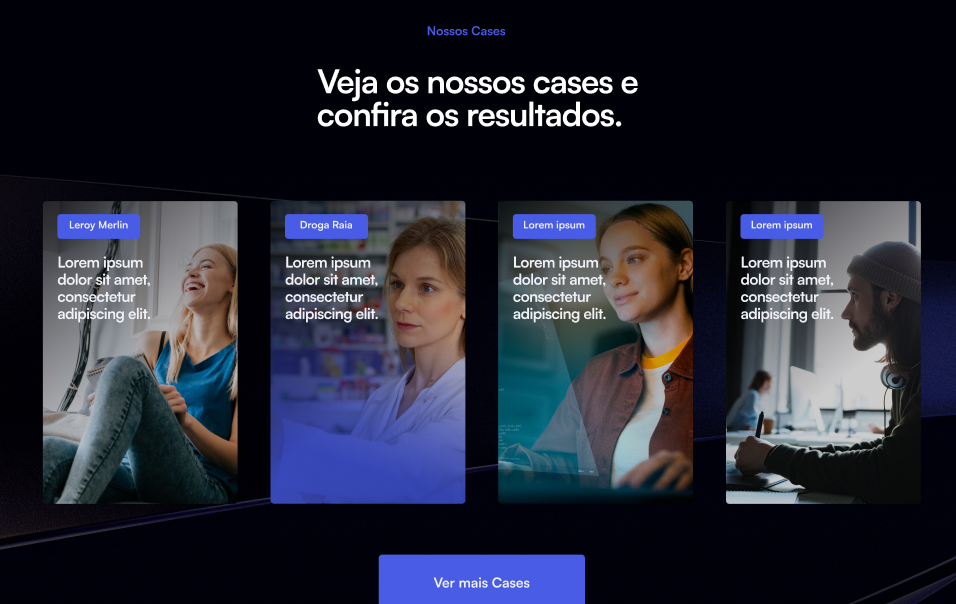 Nossos Cases
Veja os nossos cases e
confira os resultados.
Leroy Merlin
Lorem ipsum
dolor sit amet,
consectetur
adipiscing elit.
Droga Raia
Lorem ipsum
dolor sit amet,
consectetur
adipiscing elit.
Lorem ipsum
Lorem ipsum
dolor sit amet,
consectetur
adipiscing elit.
Lorem ipsum
Lorem ipsum
dolor sit amet,
consectetur
adipiscing elit.
Ver mais Cases